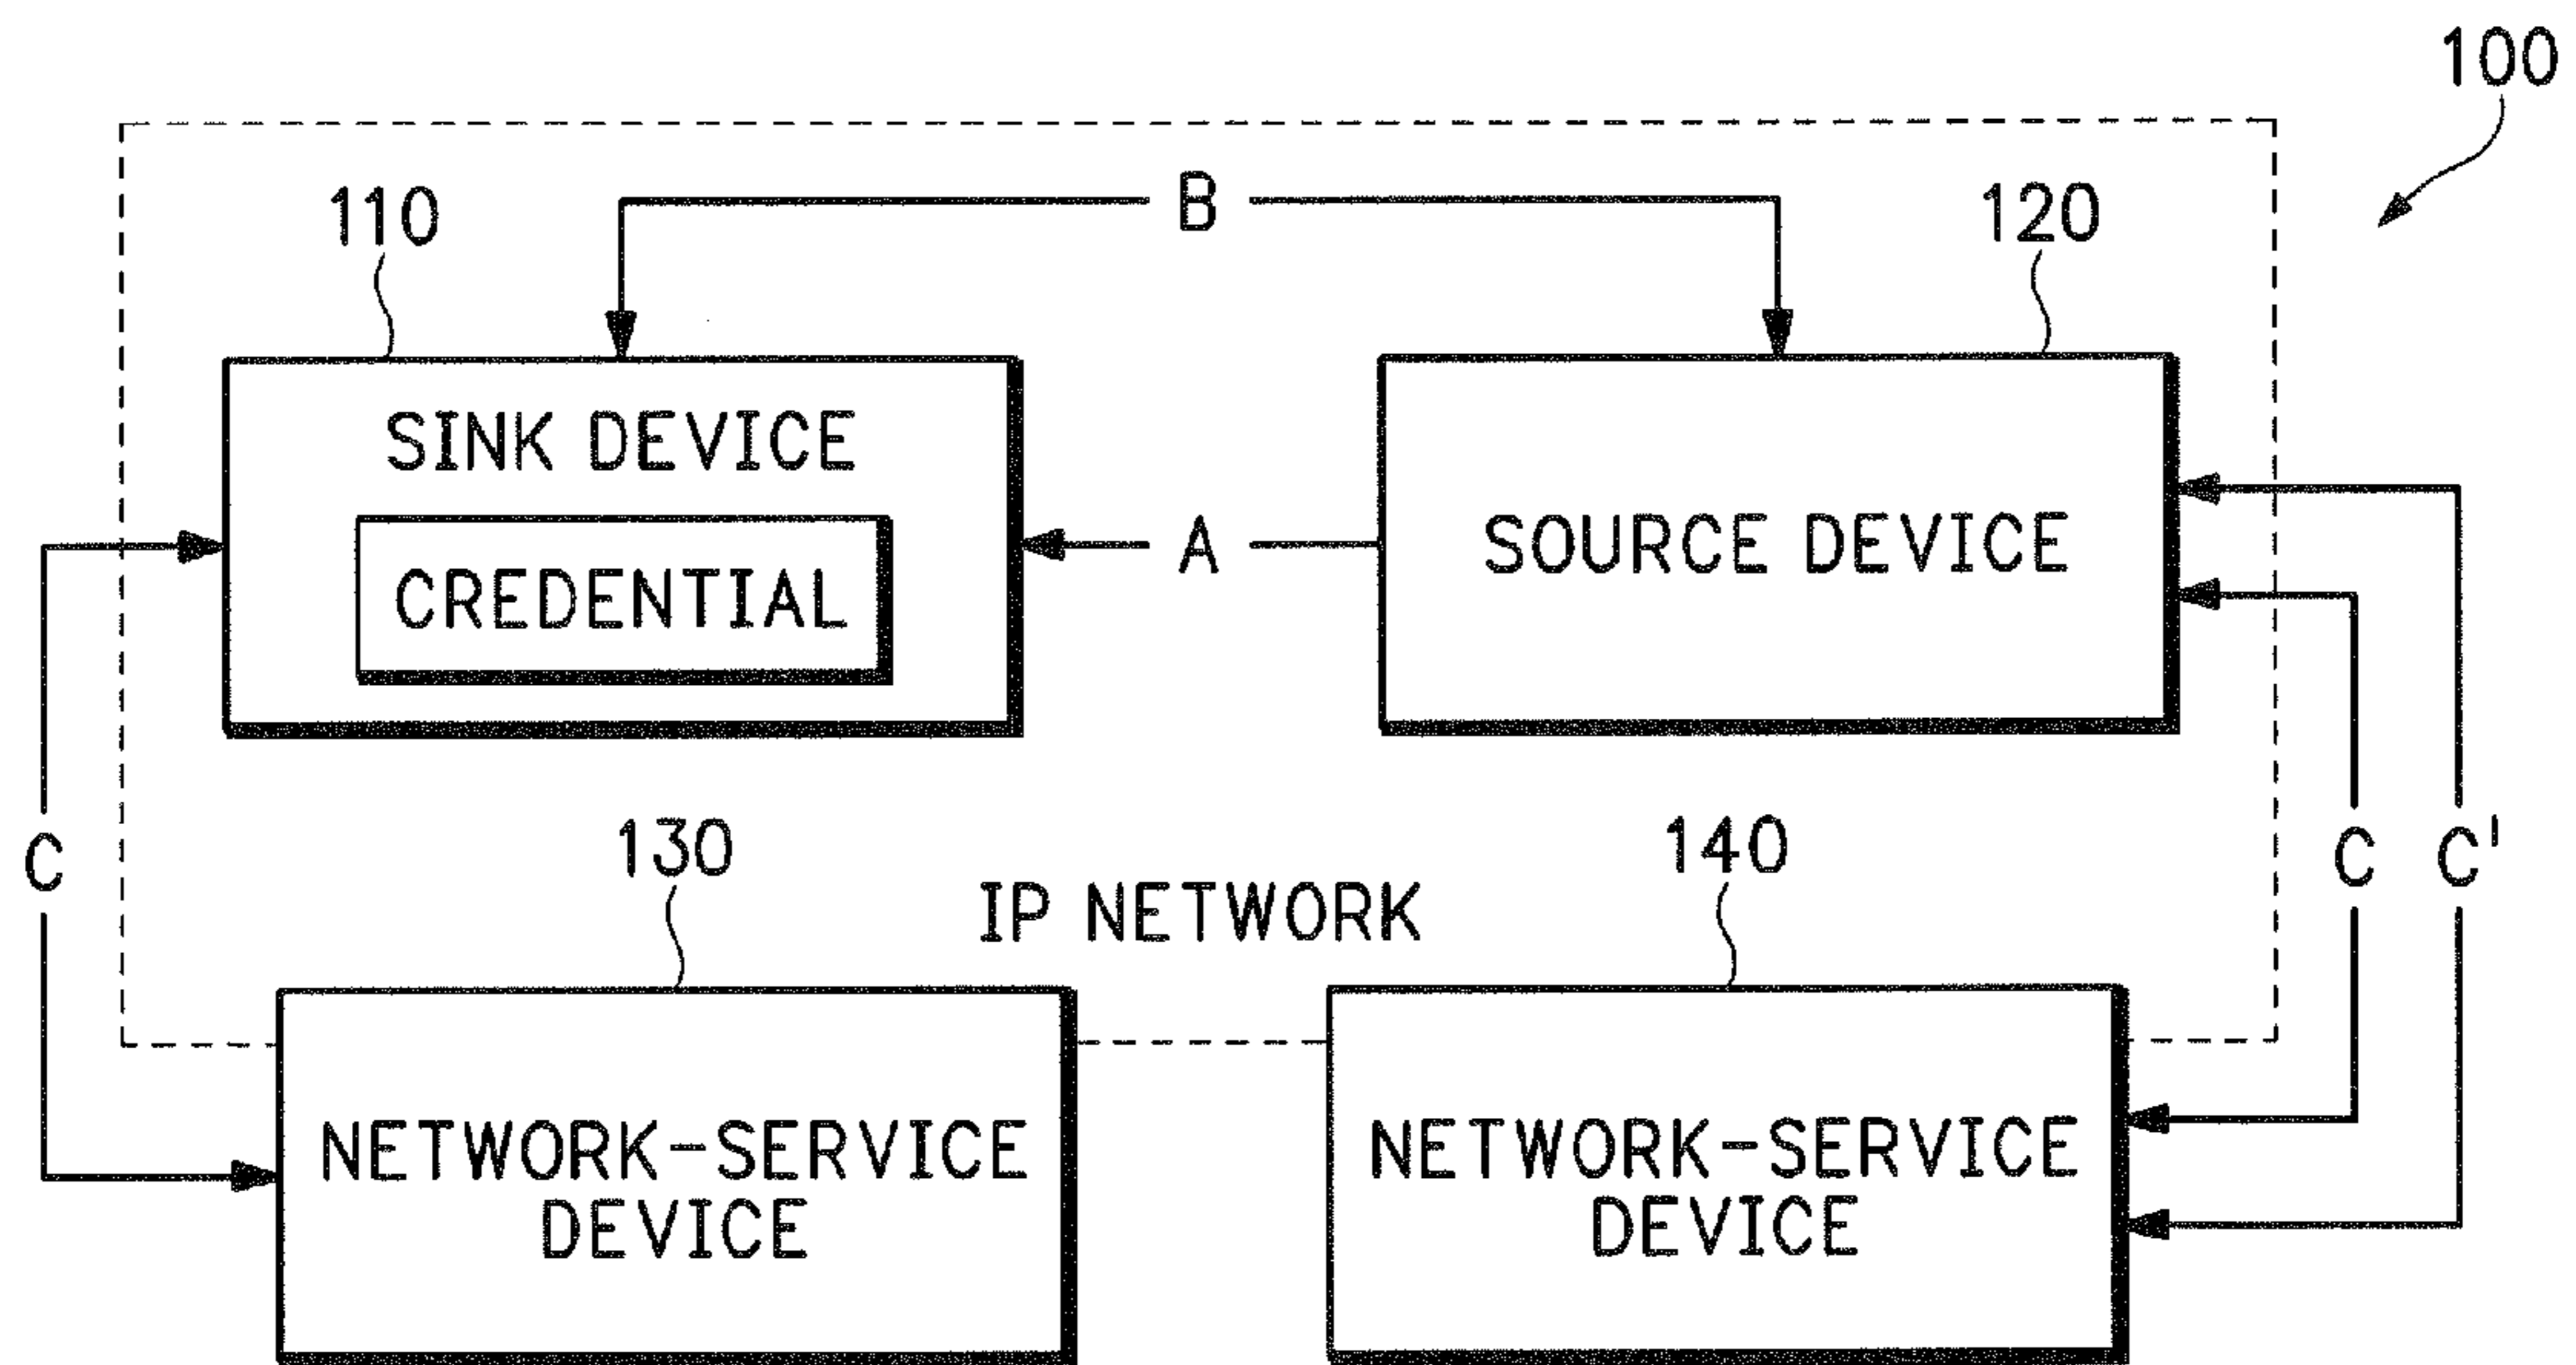 100
B
110
120
SINK DEVICE
CREDENTIAL
A
SOURCE DEVICE
C
130
IP NETWORK
140
C
C'
NETWORK-SERVICE
DEVICE
NETWORK-SERVICE
DEVICE